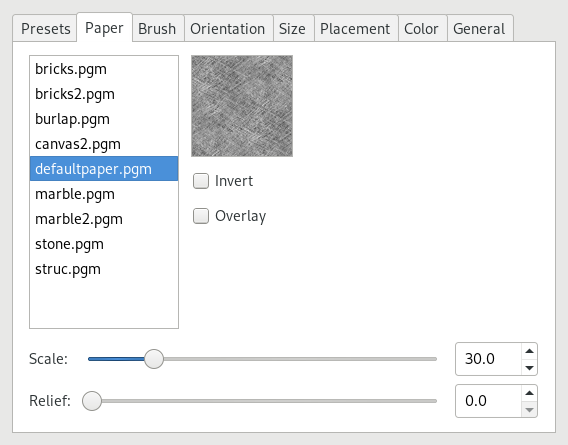 Presets Paper Brush Orientation Size Placement Color General
bricks.pgm
bricks2.pgm
burlap.pgm
canvas2.pgm
defaultpaper.pgm
marble.pgm
marble2.pgm
stone.pgm
struc.pgm
Invert
Overlay
Scale: 30.0
Relief: 0.0